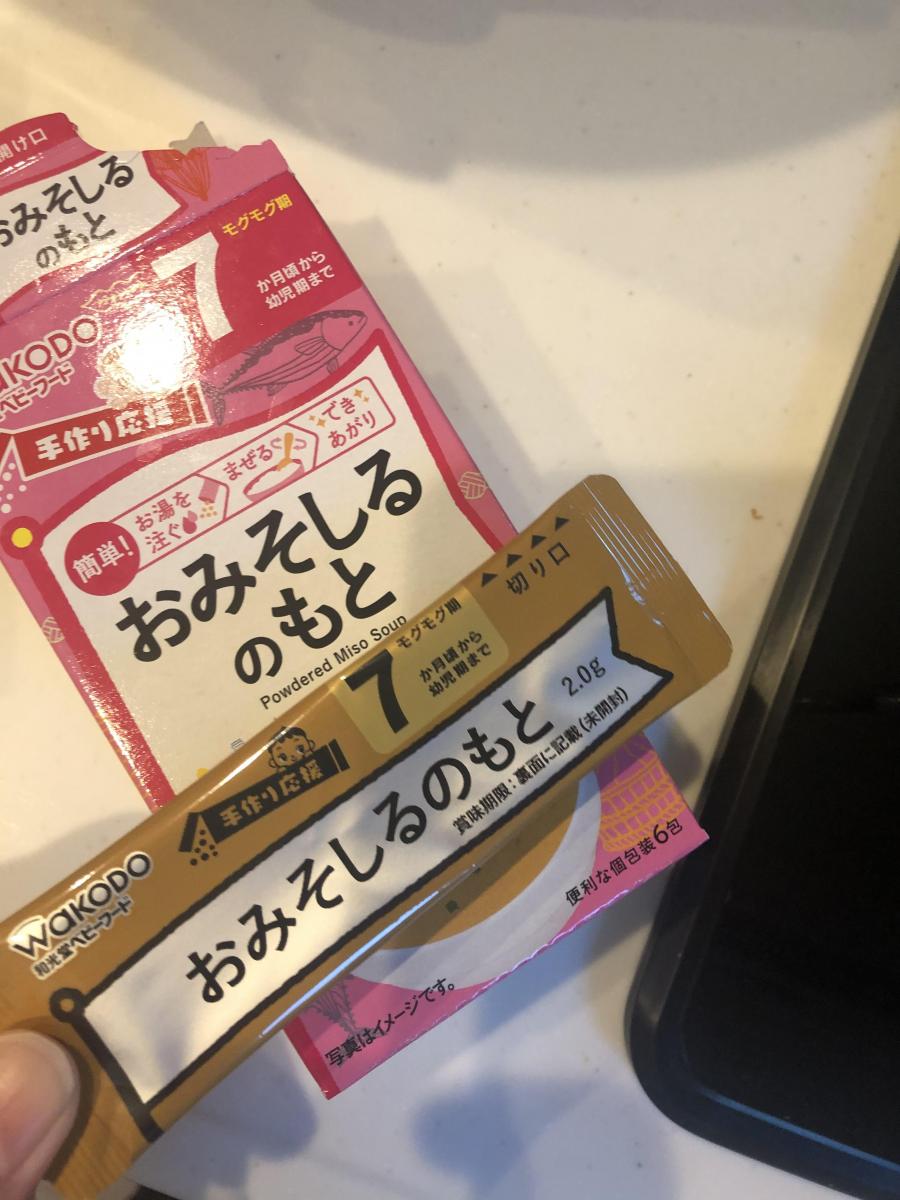 開け口
おみそしる
のもと
モグモグ期
7
か月頃から
幼児期まで
WAKODO
ベビーフード
手作り応援
簡単!
お湯を
注ぐ
まぜる
でき
あがり
おみそしる
のもと
Powdered Miso Soup
便利な個包装6包
写真はイメージです。
切り口
7
モグモグ期
か月頃から
幼児期まで
手作り応援
おみそしるのもと
2.0g
賞味期限:裏面に記載(未開封)
WAKODO
和光堂ベビーフード